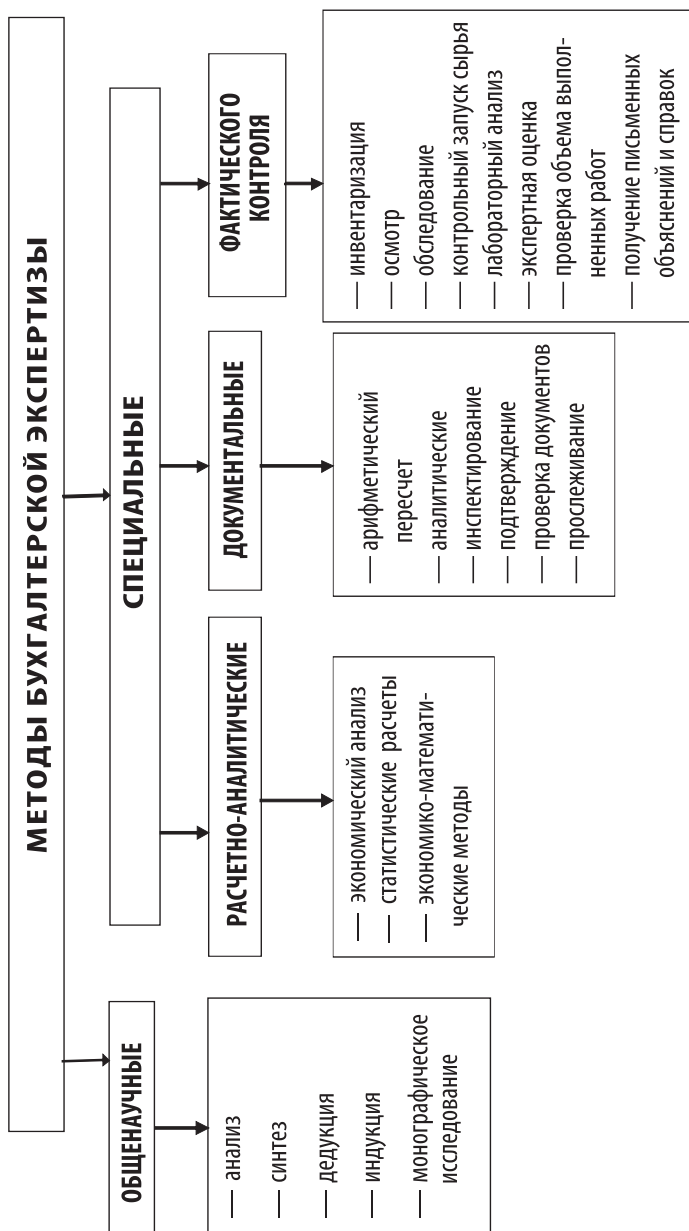 МЕТОДЫ БУХГАЛТЕРСКОЙ ЭКСПЕРТИЗЫ
ОБЩЕНАУЧНЫЕ
— анализ
— синтез
— дедукция
— индукция
— монографическое
исследование
СПЕЦИАЛЬНЫЕ
РАСЧЕТНО-АНАЛИТИЧЕСКИЕ
— экономический анализ
— статистические расчеты
— экономико-математи-
ческие методы
ДОКУМЕНТАЛЬНЫЕ
— арифметический
пересчет
— аналитические
— инспектирование
— подтверждение
— проверка документов
— прослеживание
ФАКТИЧЕСКОГО
КОНТРОЛЯ
— инвентаризация
— осмотр
— обследование
— контрольный запуск сырья
— лабораторный анализ
— экспертная оценка
— проверка объема выпол-
ненных работ
— получение письменных
объяснений и справок